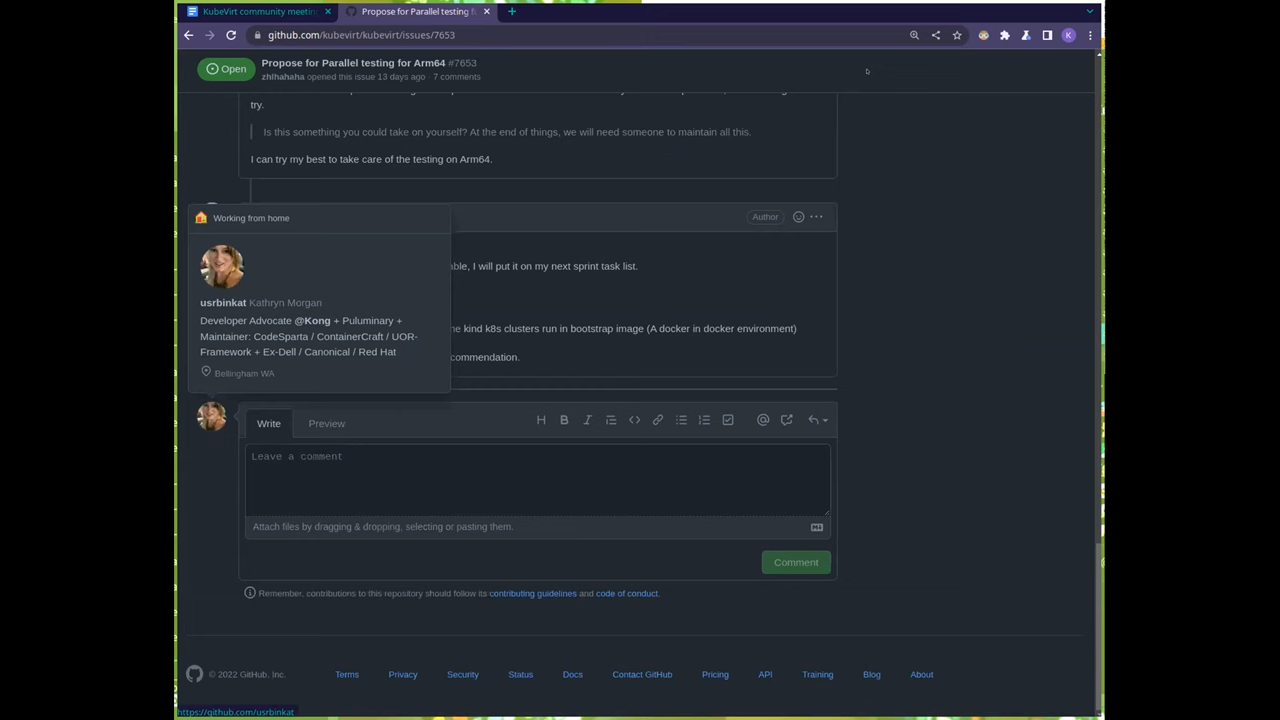 KubeVirt community meetin
Propose for Parallel testing f
github.com/kubevirt/kubevirt/issues/7653
K
Open
Propose for Parallel testing for Arm64 #7653
zhlhahaha opened this issue 13 days ago · 7 comments
try.
Is this something you could take on yourself? At the end of things, we will need someone to maintain all this.
I can try my best to take care of the testing on Arm64.
Working from home
Author
ble, I will put it on my next sprint task list.
usrbinkat Kathryn Morgan
Developer Advocate @Kong + Puluminary +
Maintainer: CodeSparta / ContainerCraft / UOR-
Framework + Ex-Dell / Canonical / Red Hat
Bellingham WA
ne kind k8s clusters run in bootstrap image (A docker in docker environment)
commendation.
Write
Preview
Leave a comment
Attach files by dragging & dropping, selecting or pasting them.
Comment
Remember, contributions to this repository should follow its contributing guidelines and code of conduct.
© 2022 GitHub, Inc.
Terms
Privacy
Security
Status
Docs
Contact GitHub
Pricing
API
Training
Blog
About
https://github.com/usrbinkat